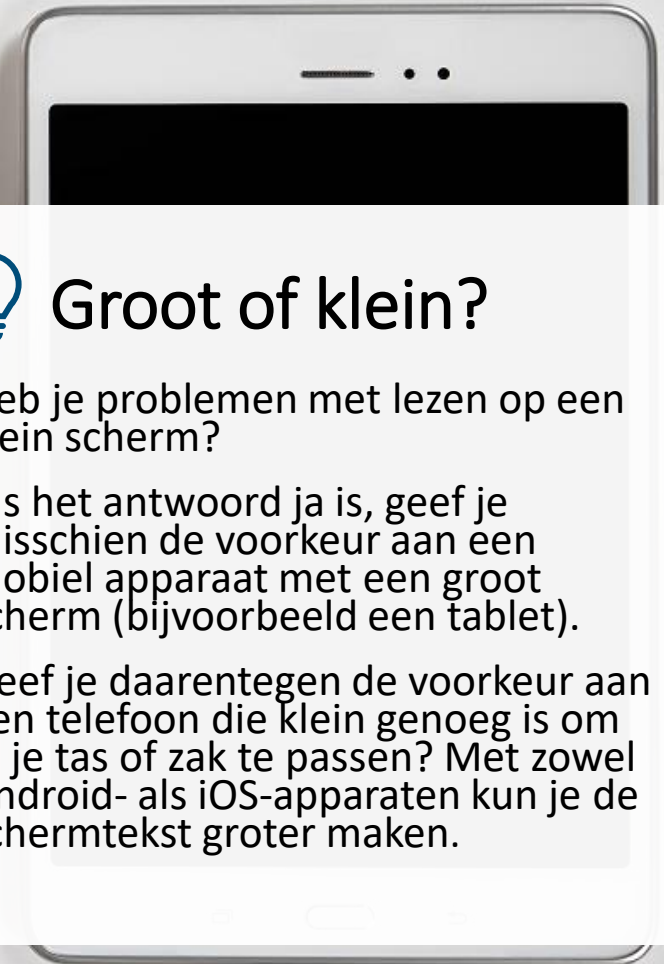 Groot of klein?
eb je problemen met lezen op een
ein scherm?
s het antwoord ja is, geef je
isschien de voorkeur aan een
obiel apparaat met een groot
cherm (bijvoorbeeld een tablet).
eef je daarentegen de voorkeur aan
en telefoon die klein genoeg is om
je tas of zak te passen? Met zowel
ndroid- als iOS-apparaten kun je de
chermtekst groter maken.